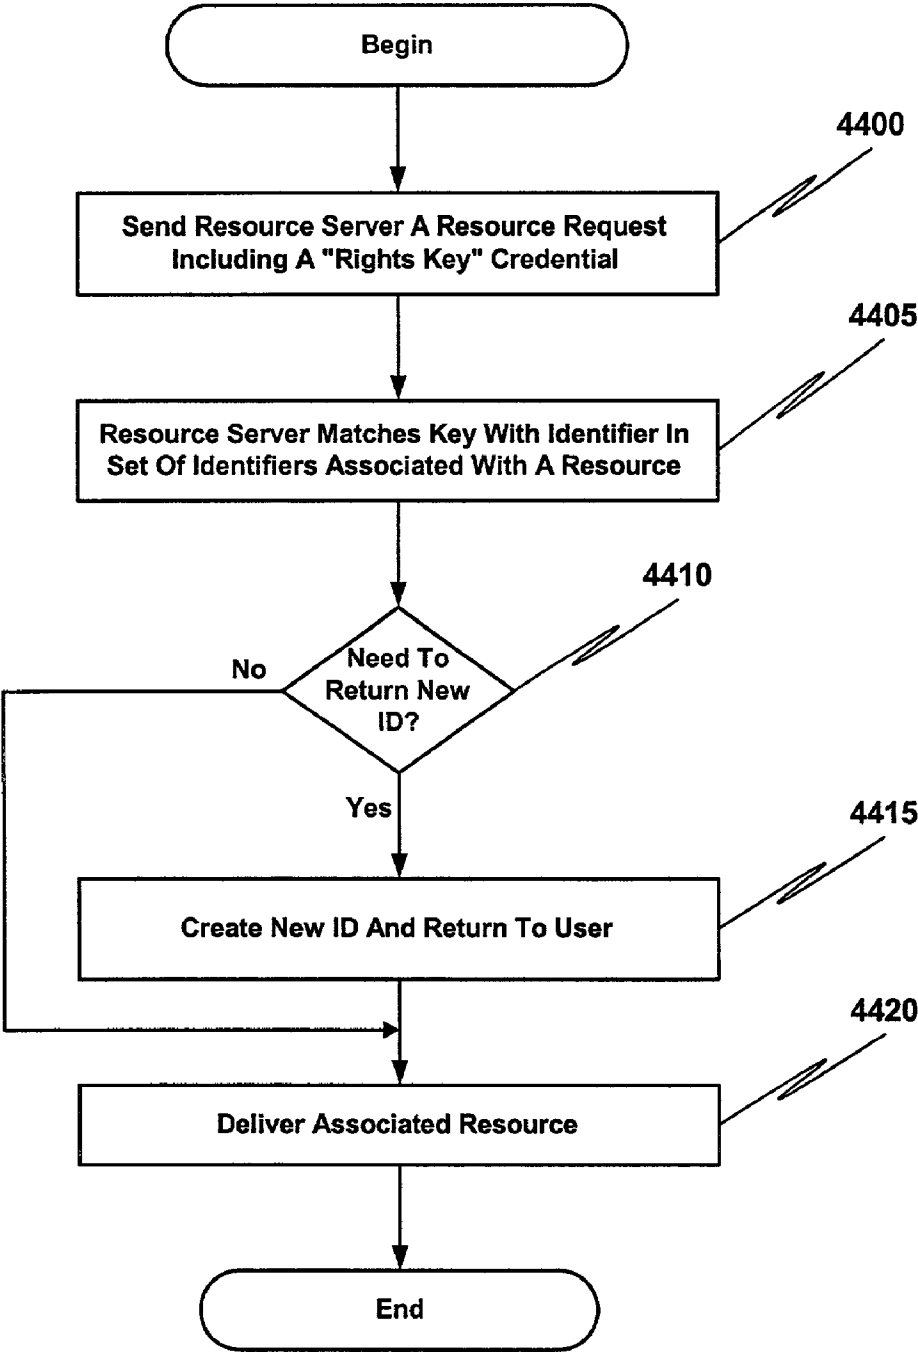 Begin
4400
Send Resource Server A Resource Request
Including A "Rights Key" Credential
4405
Resource Server Matches Key With Identifier In
Set Of Identifiers Associated With A Resource
4410
Need To
Return New
ID?
No
Yes
4415
Create New ID And Return To User
4420
Deliver Associated Resource
End